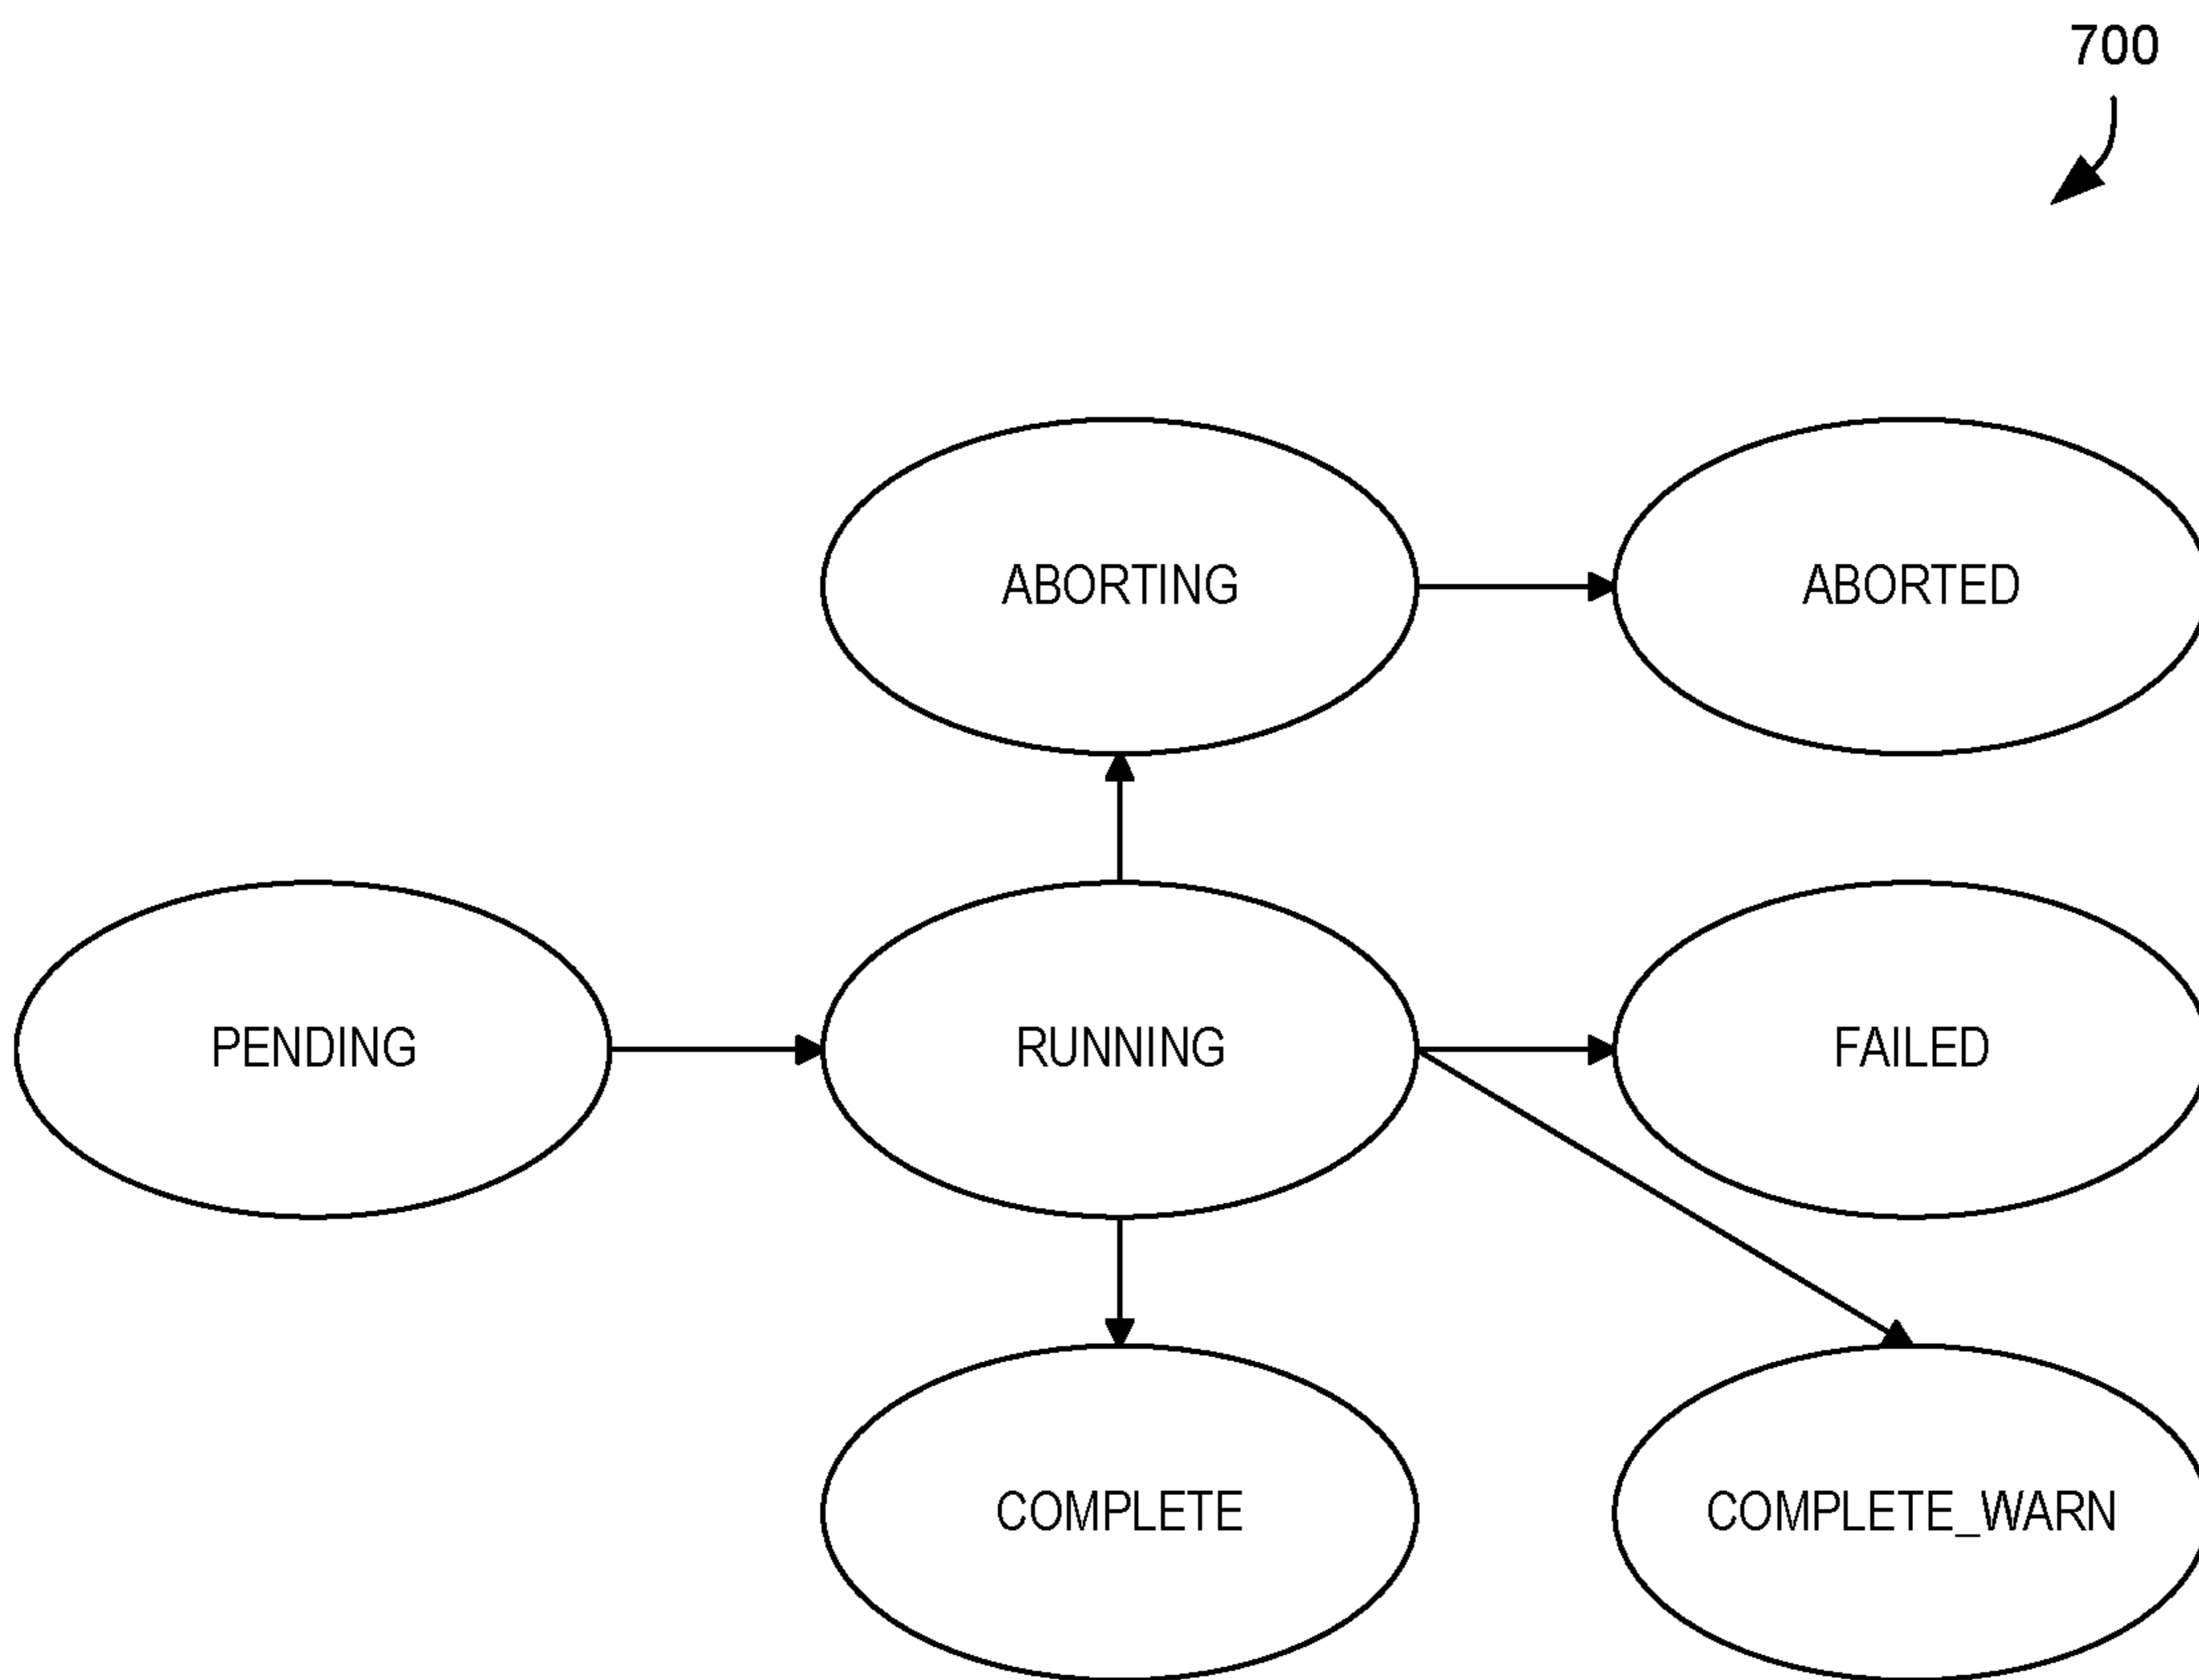 700
ABORTING
ABORTED
PENDING
RUNNING
FAILED
COMPLETE
COMPLETE_WARN